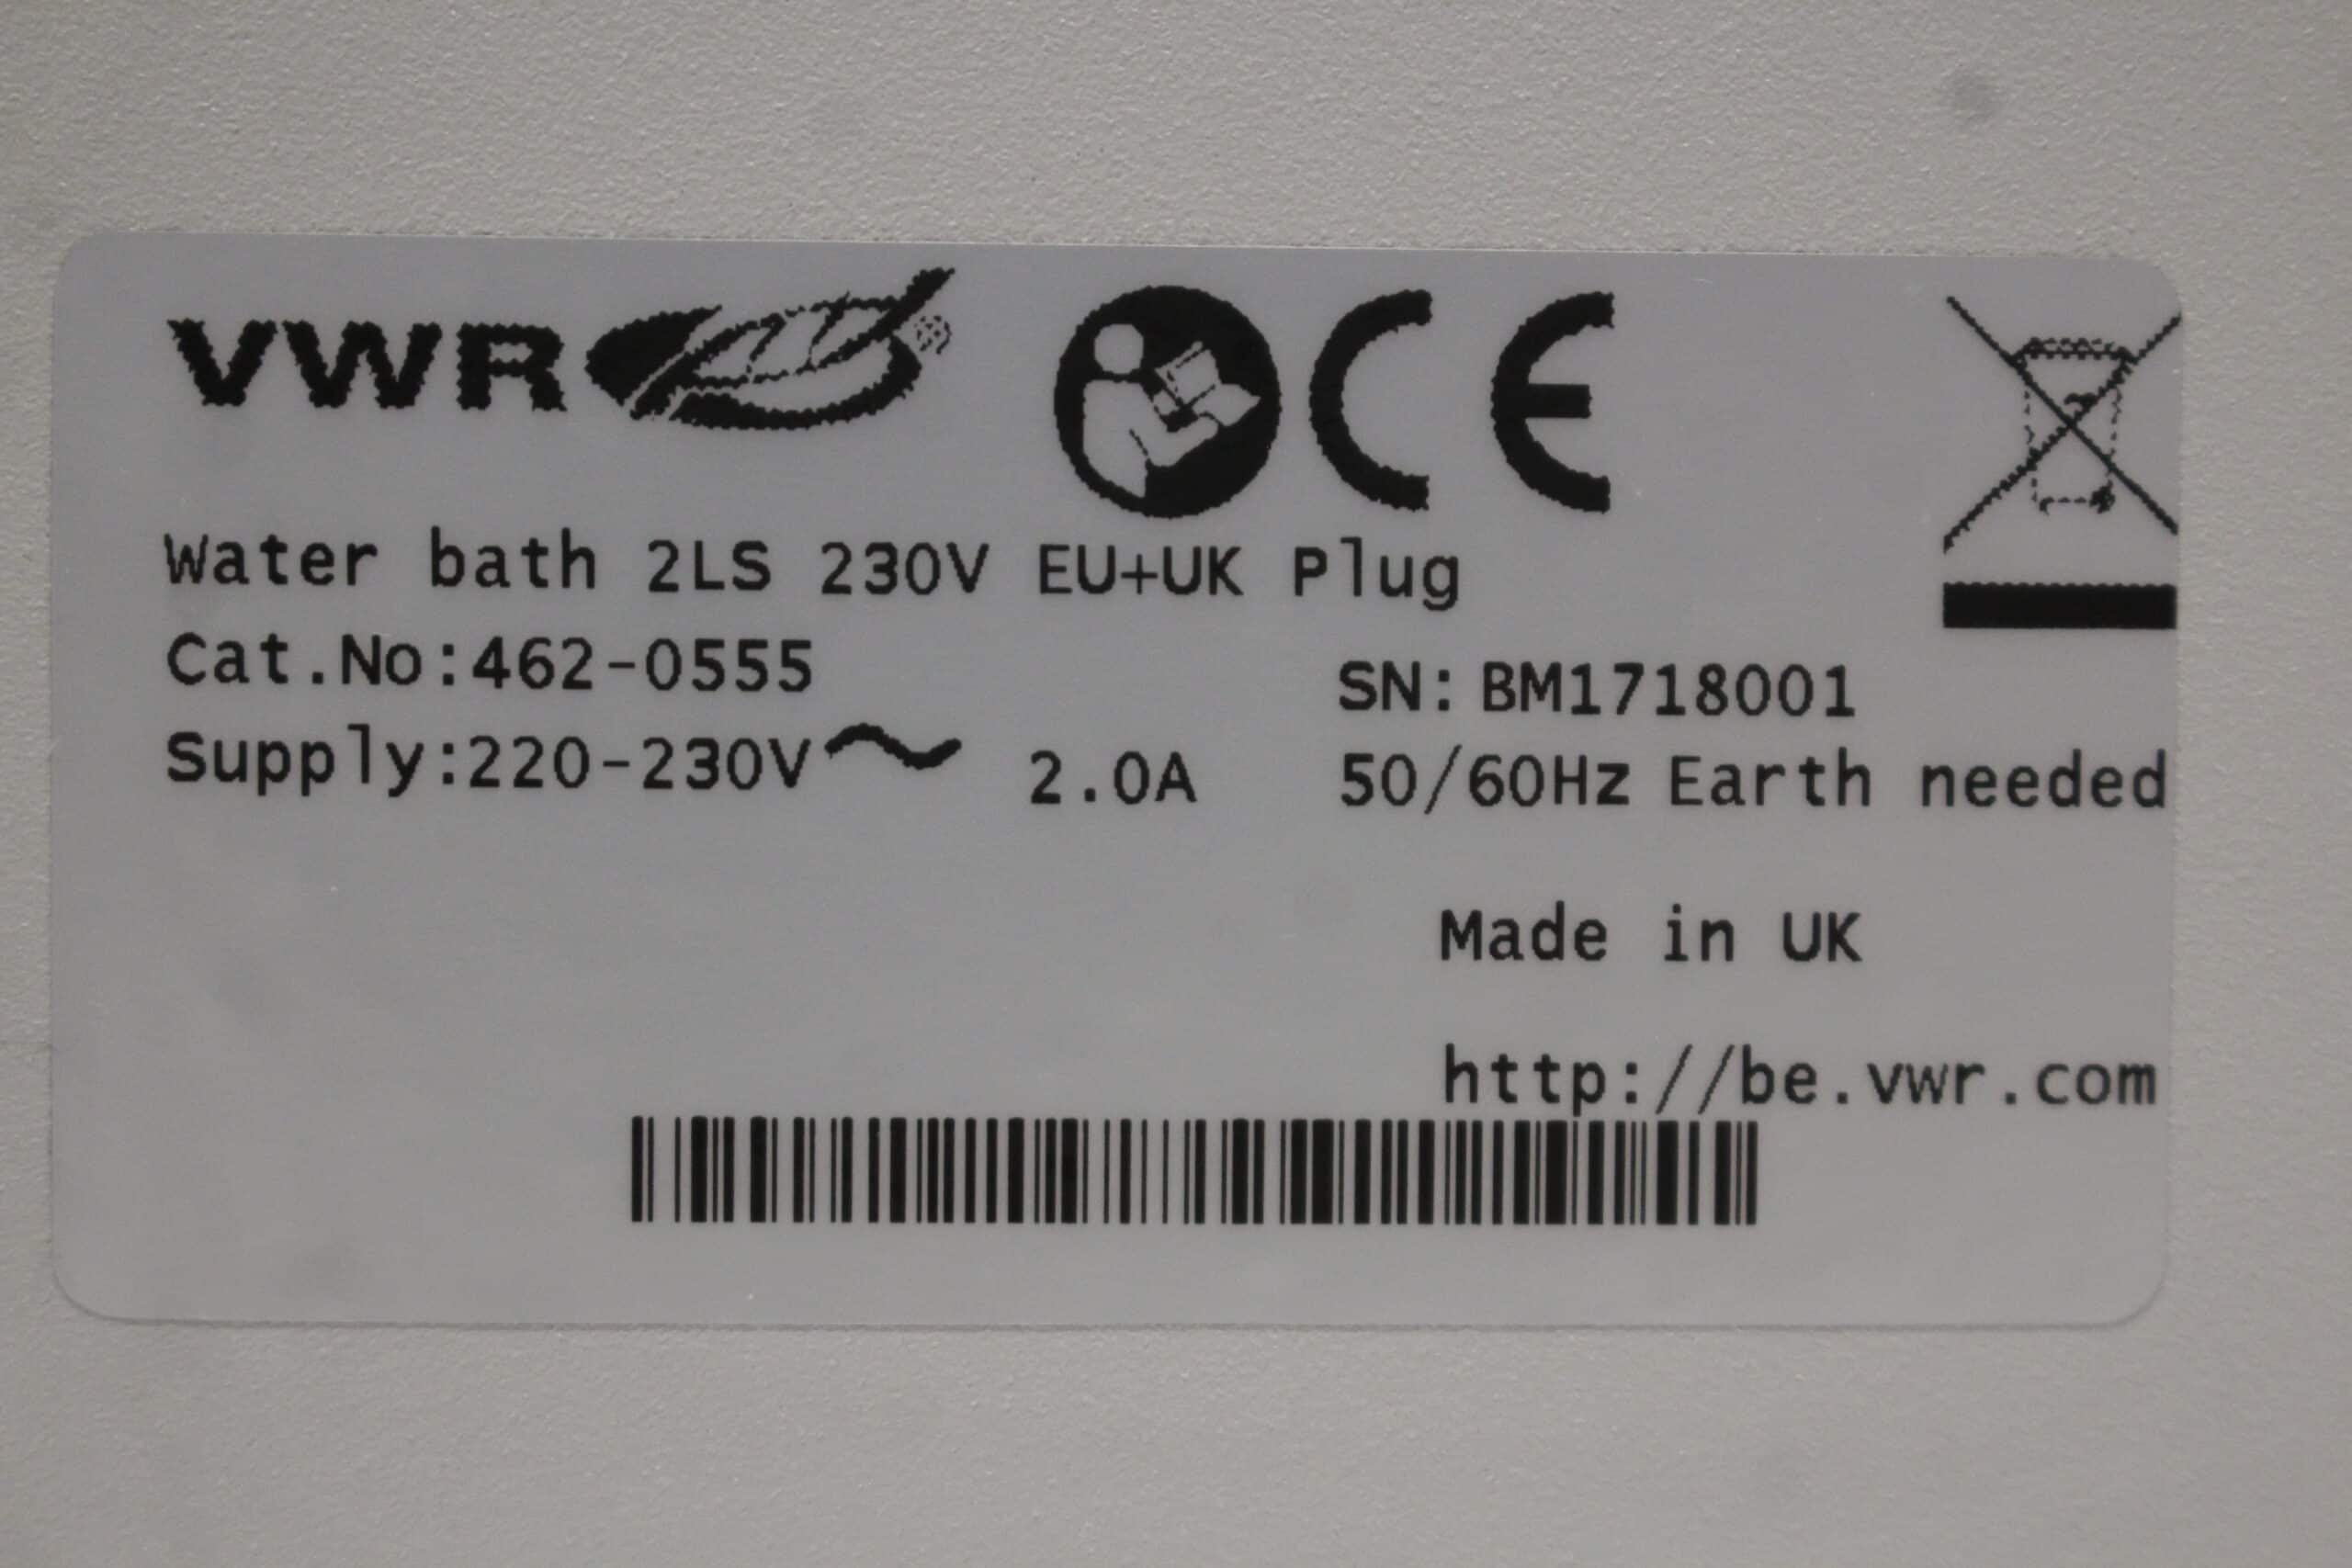 VWR
CE
Water bath 2LS 230V EU+UK Plug
Cat.No:462-0555
SN: BM1718001
Supply:220-230V~ 2.0A 50/60Hz Earth needed
Made in UK
http://be.vwr.com